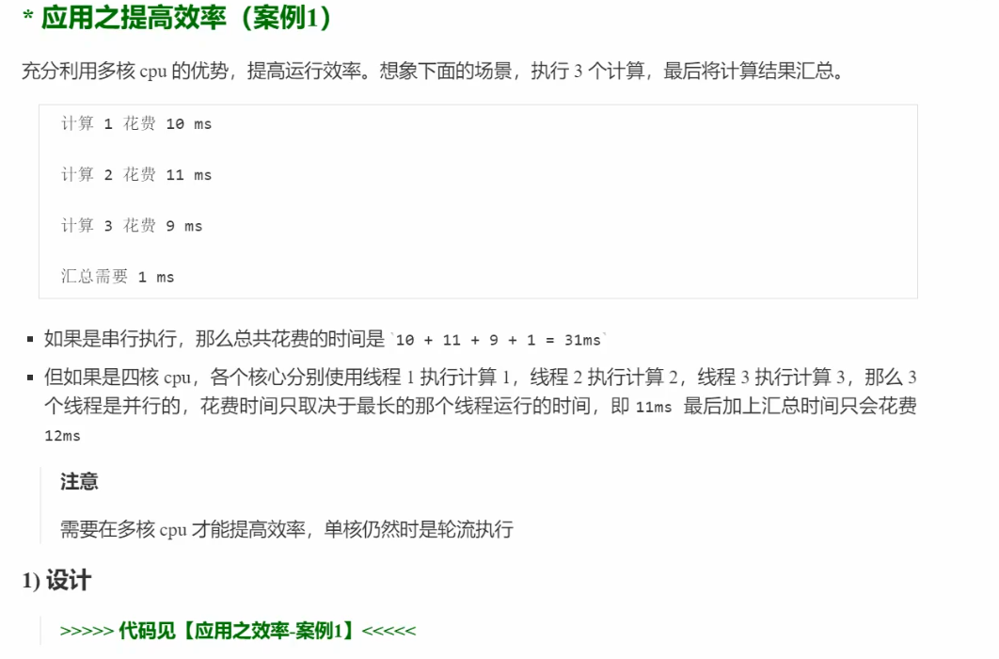 * 应用之提高效率（案例1）
充分利用多核 cpu 的优势，提高运行效率。想象下面的场景，执行 3 个计算，最后将计算结果汇总。
计算 1 花费 10 ms
计算 2 花费 11 ms
计算 3 花费 9 ms
汇总需要 1 ms
▪ 如果是串行执行，那么总共花费的时间是 `10 + 11 + 9 + 1 = 31ms`
▪ 但如果是四核 cpu，各个核心分别使用线程 1 执行计算 1，线程 2 执行计算 2，线程 3 执行计算 3，那么 3
个线程是并行的，花费时间只取决于最长的那个线程运行的时间，即 11ms 最后加上汇总时间只会花费
12ms
注意
需要在多核 cpu 才能提高效率，单核仍然时是轮流执行
1) 设计
>>>>> 代码见【应用之效率-案例1】<<<<<